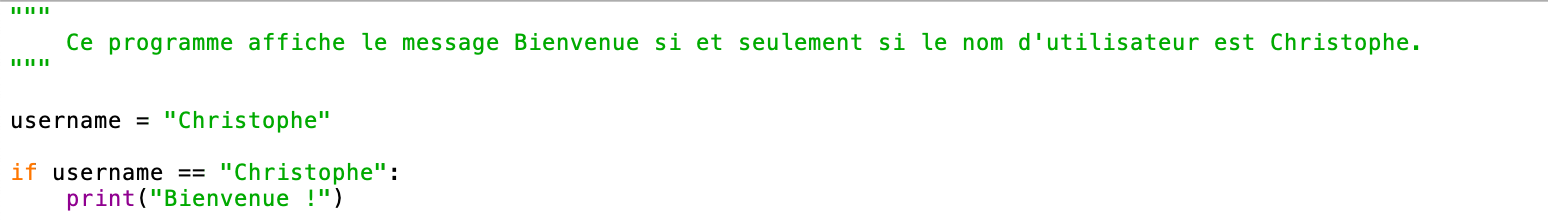 """
    Ce programme affiche le message Bienvenue si et seulement si le nom d'utilisateur est Christophe.
"""
username = "Christophe"
if username == "Christophe":
    print("Bienvenue !")